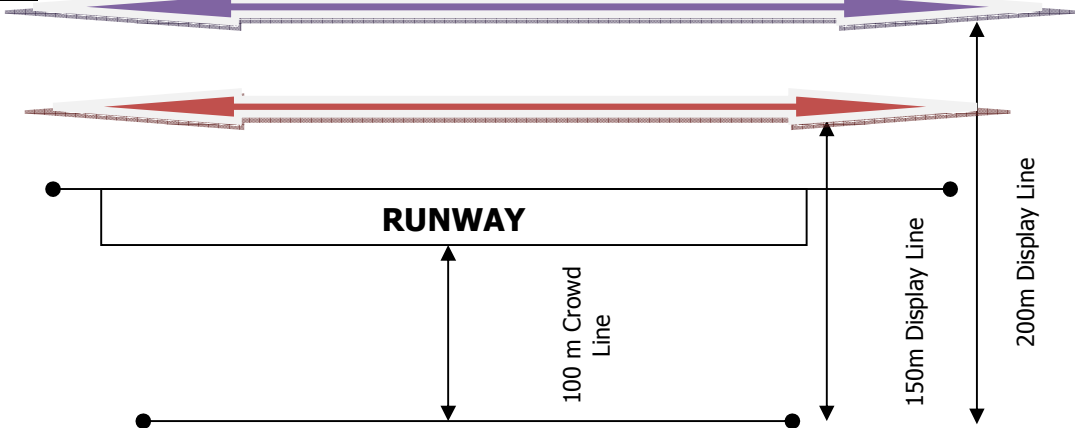 RUNWAY
100 m Crowd
Line
150m Display Line
200m Display Line